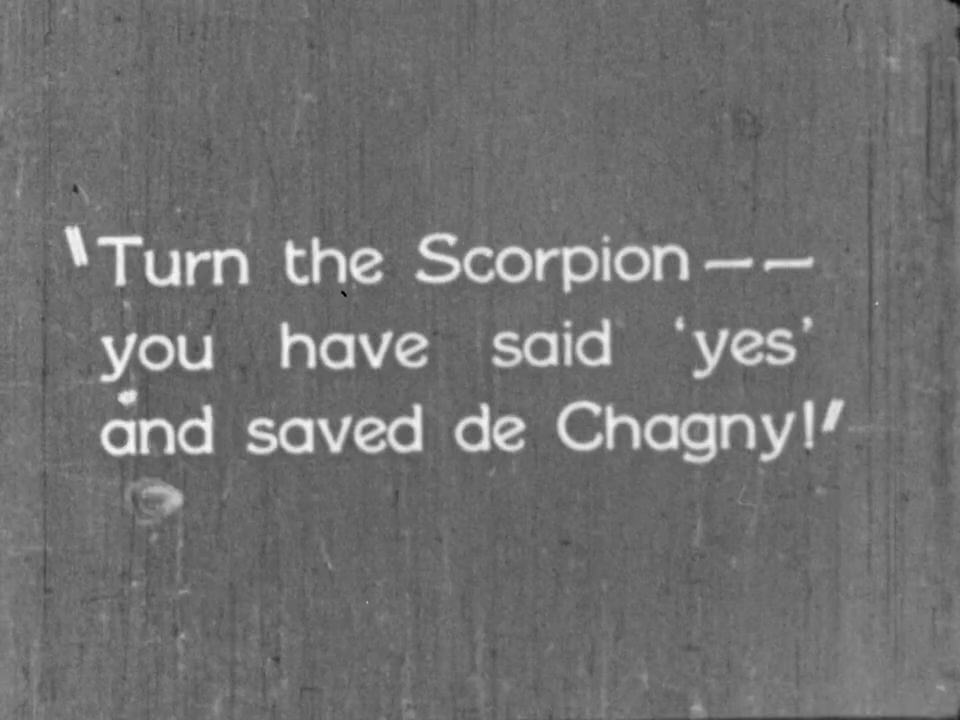 "Turn the Scorpion——
you have said 'yes'
and saved de Chagny!"